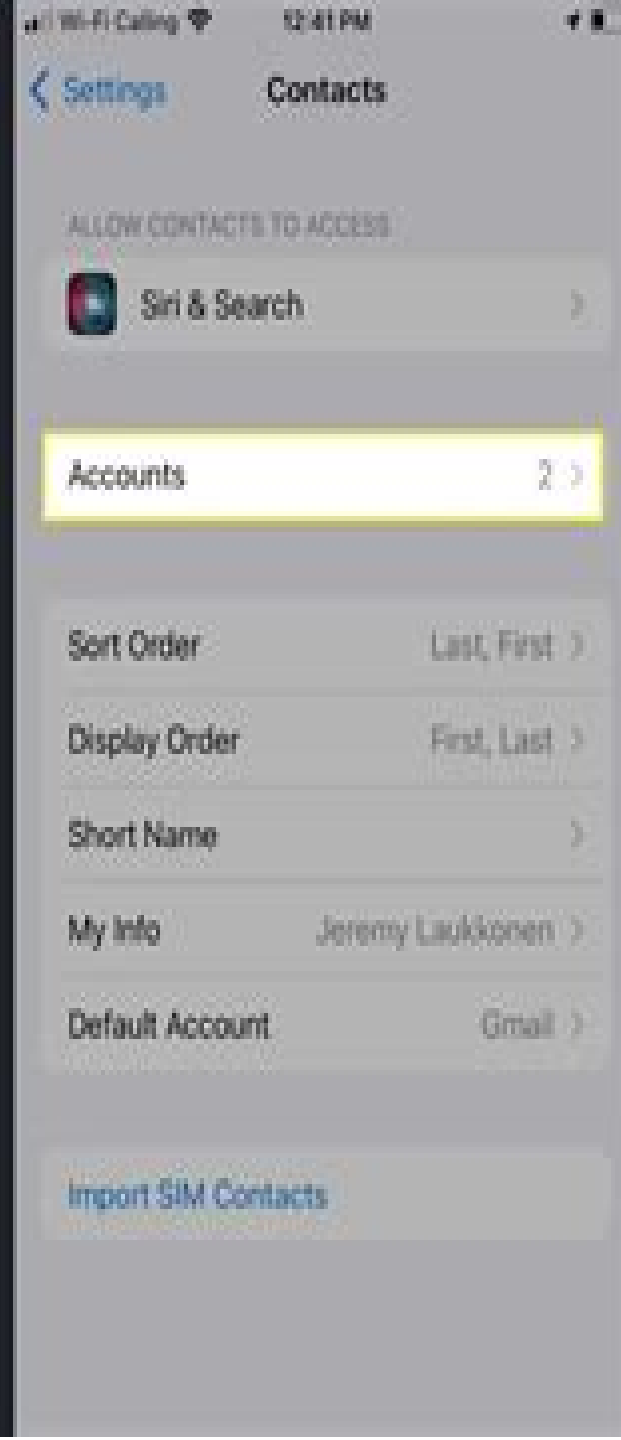 Wi-Fi Calling 12:41 PM
Settings Contacts
ALLOW CONTACTS TO ACCESS
Siri & Search
Accounts 2
Sort Order Last, First
Display Order First, Last
Short Name
My Info Jeremy Laukkonen
Default Account Gmail
Import SIM Contacts